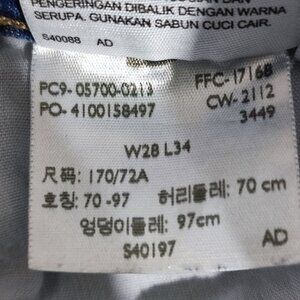 PENGERINGAN DIBALIK DENGAN WARNA
SERUPA. GUNAKAN SABUN CUCI CAIR.
S40088 AD
PC9- 05700-0213 FFC-17168
PO- 4100158497 CW-2112
3449
W28 L34
尺码: 170/72A
호칭: 70 -97 허리둘레: 70 cm
엉덩이둘레: 97cm
S40197 AD